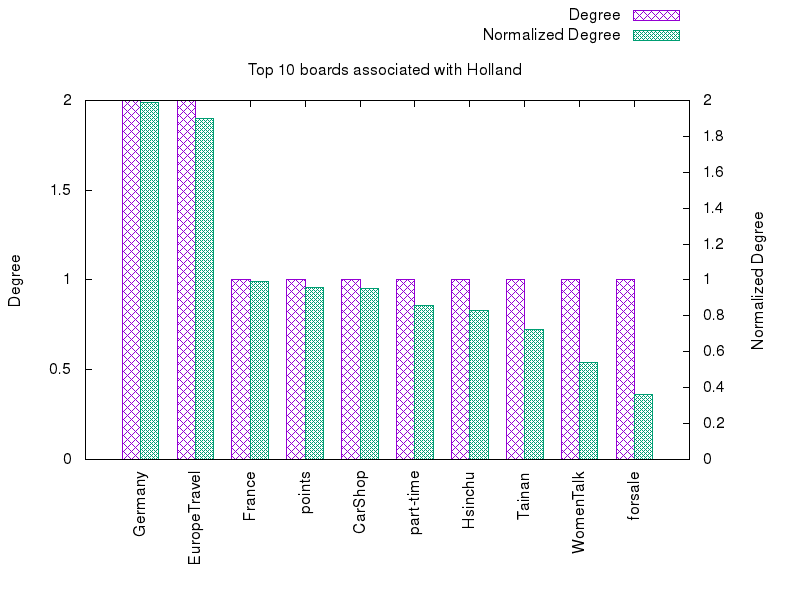 Degree
Normalized Degree
Top 10 boards associated with Holland
2
1.5
1
0.5
0
2
1.8
1.6
1.4
1.2
1
0.8
0.6
0.4
0.2
0
Degree
Normalized Degree
Germany
EuropeTravel
France
points
CarShop
part-time
Hsinchu
Tainan
WomenTalk
forsale